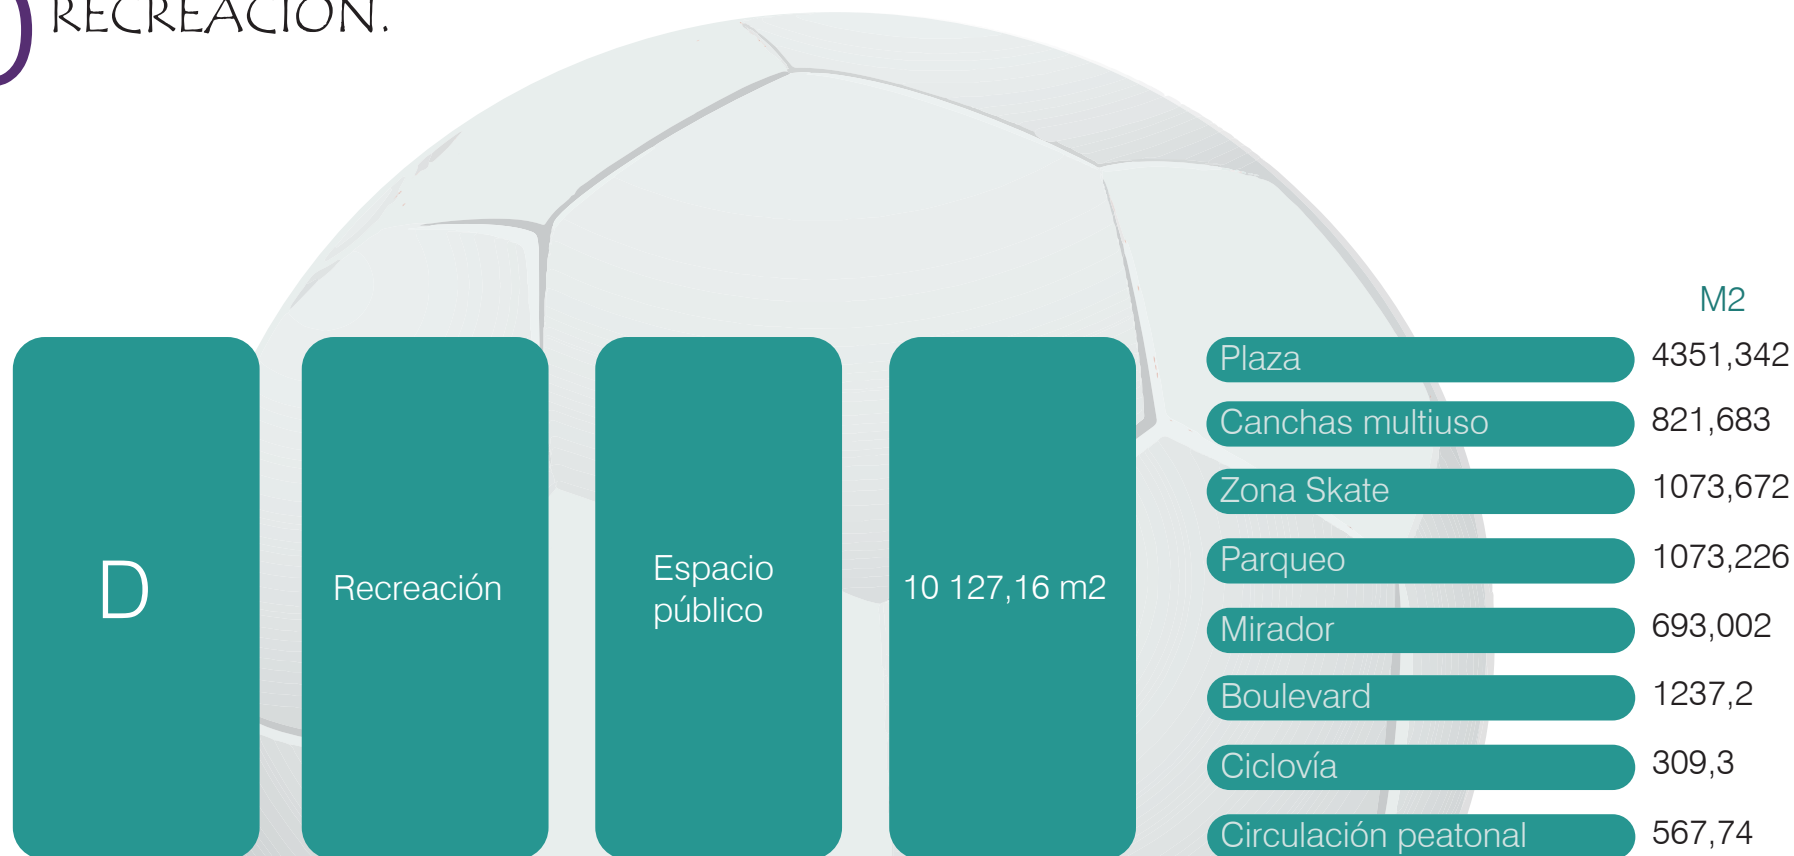 RECREACIÓN.
M2
D
Recreación
Espacio
público
10 127,16 m2
Plaza 4351,342
Canchas multiuso 821,683
Zona Skate 1073,672
Parqueo 1073,226
Mirador 693,002
Boulevard 1237,2
Ciclovía 309,3
Circulación peatonal 567,74